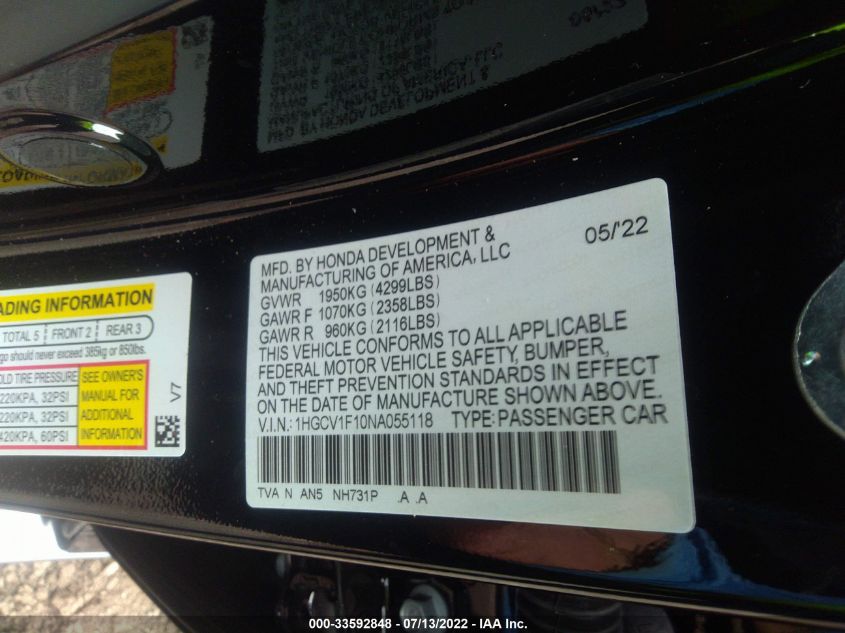 MFD. BY HONDA DEVELOPMENT & 05/'22
MANUFACTURING OF AMERICA, LLC
GVWR 1950KG (4299LBS)
GAWR F 1070KG (2358LBS)
GAWR R 960KG (2116LBS)
THIS VEHICLE CONFORMS TO ALL APPLICABLE
FEDERAL MOTOR VEHICLE SAFETY, BUMPER,
AND THEFT PREVENTION STANDARDS IN EFFECT
ON THE DATE OF MANUFACTURE SHOWN ABOVE.
V.I.N.: 1HGCV1F10NA055118 TYPE: PASSENGER CAR
TVA N AN5 NH731P .A .A
ADING INFORMATION
TOTAL 5 FRONT 2 REAR 3
go should never exceed 385kg or 850lbs.
OLD TIRE PRESSURE
220KPA, 32PSI
220KPA, 32PSI
420KPA, 60PSI
SEE OWNER'S
MANUAL FOR
ADDITIONAL
INFORMATION
V7
000-33592848 - 07/13/2022 - IAA Inc.